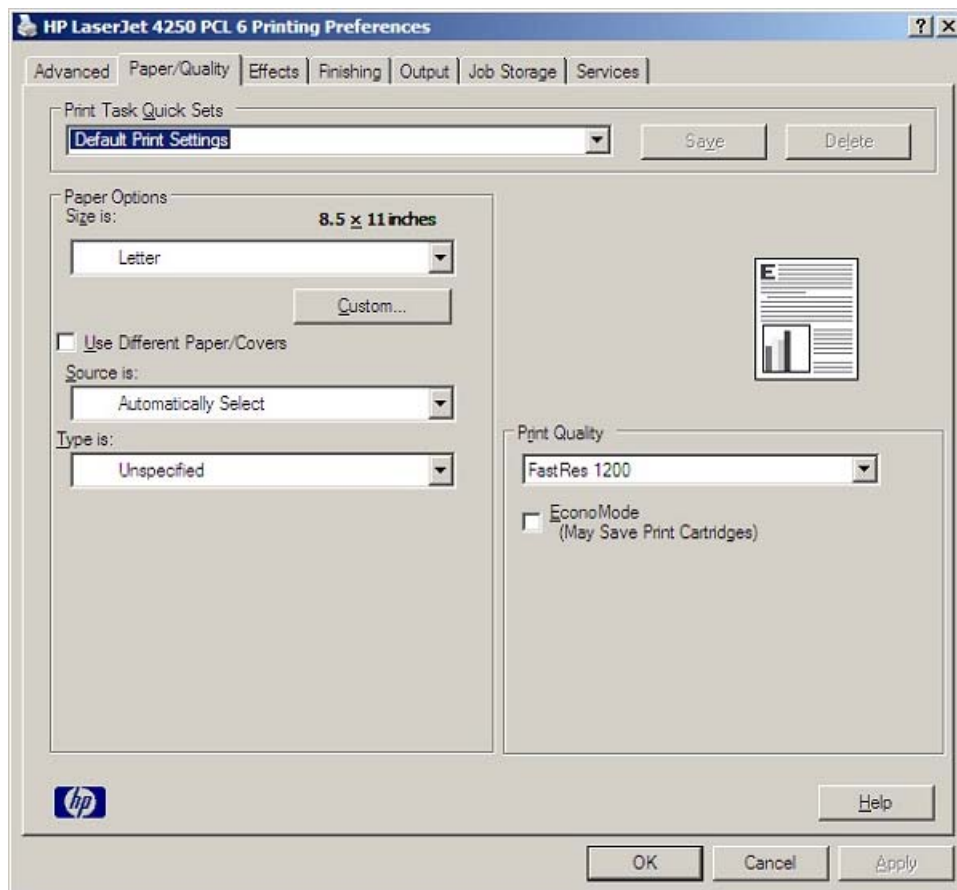 HP LaserJet 4250 PCL 6 Printing Preferences
Advanced Paper/Quality Effects Finishing Output Job Storage Services
Print Task Quick Sets
Default Print Settings
Save Delete
Paper Options
Size is: 8.5 x 11 inches
Letter
Custom...
E
Use Different Paper/Covers
Source is:
Automatically Select
Type is:
Unspecified
Print Quality
FastRes 1200
EconoMode
(May Save Print Cartridges)
hp
Help
OK Cancel Apply